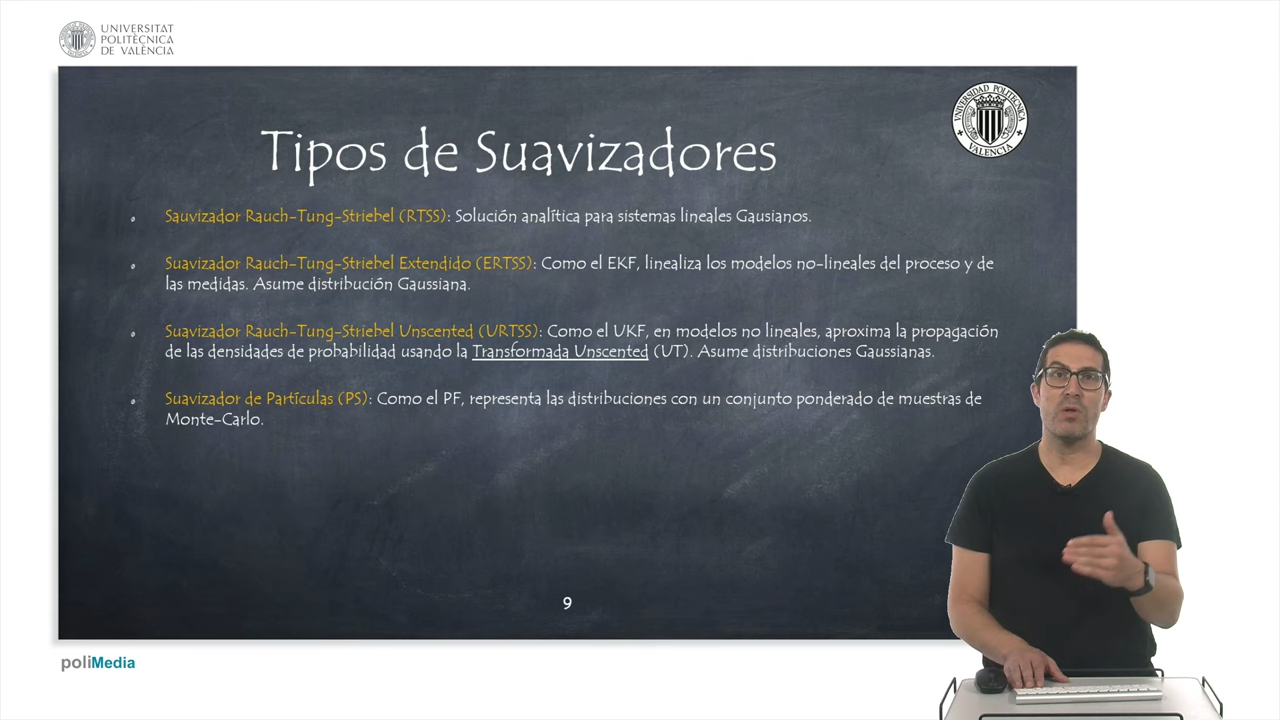 UNIVERSITAT
POLITÈCNICA
DE VALÈNCIA
UNIVERSIDAD POLITECNICA
VALENCIA
Tipos de Suavizadores
Sauvizador Rauch-Tung-Striebel (RTSS): Solución analítica para sistemas lineales Gausianos.
Suavizador Rauch-Tung-Striebel Extendido (ERTSS): Como el EKF, linealiza los modelos no-lineales del proceso y de
las medidas. Asume distribución Gaussiana.
Suavizador Rauch-Tung-Striebel Unscented (URTSS): Como el UKF, en modelos no lineales, aproxima la propagación
de las densidades de probabilidad usando la Transformada Unscented (UT). Asume distribuciones Gaussianas.
Suavizador de Partículas (PS): Como el PF, representa las distribuciones con un conjunto ponderado de muestras de
Monte-Carlo.
9
poliMedia